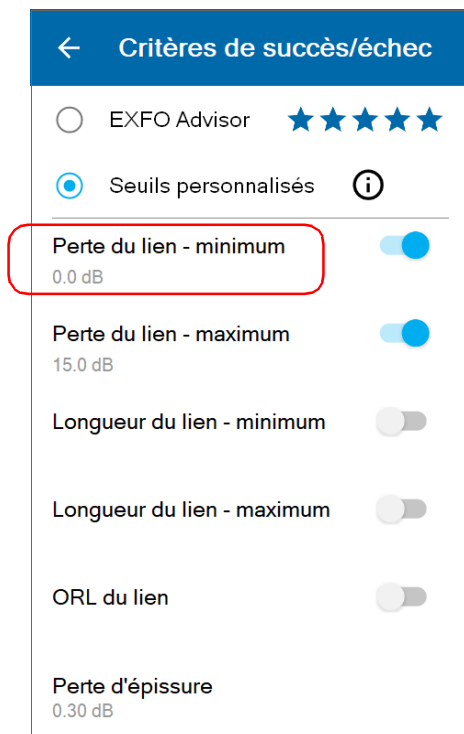 Critères de succès/échec
EXFO Advisor
Seuils personnalisés
Perte du lien - minimum
0.0 dB
Perte du lien - maximum
15.0 dB
Longueur du lien - minimum
Longueur du lien - maximum
ORL du lien
Perte d'épissure
0.30 dB